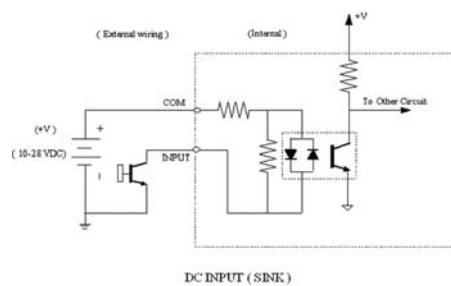 +V
( External wiring )
(Internal)
COM
To Other Circuit
(+V)
+
( 10-28 VDC)
INPUT
DC INPUT ( SINK )